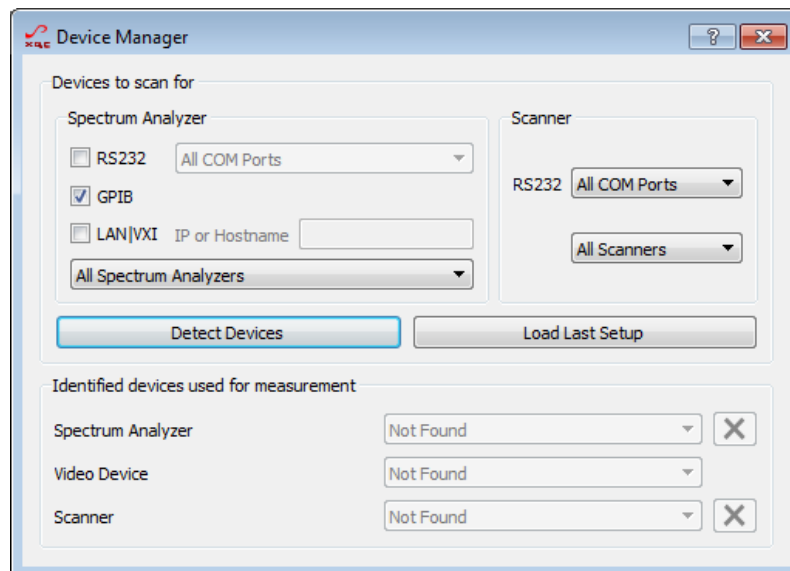 Device Manager
Devices to scan for
Spectrum Analyzer
RS232 All COM Ports
GPIB
LAN|VXI IP or Hostname
All Spectrum Analyzers
Scanner
RS232 All COM Ports
All Scanners
Detect Devices Load Last Setup
Identified devices used for measurement
Spectrum Analyzer Not Found
Video Device Not Found
Scanner Not Found